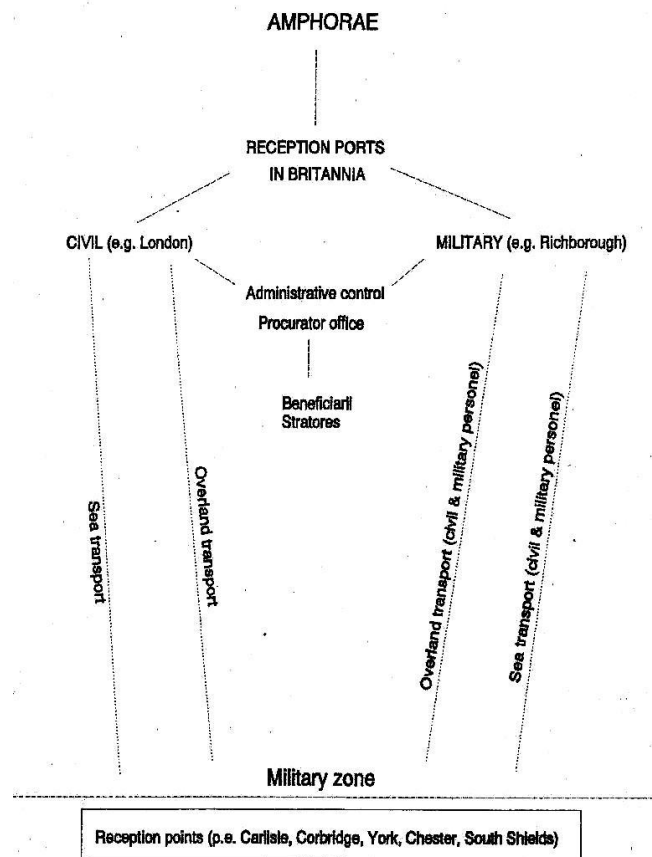 AMPHORAE
RECEPTION PORTS
IN BRITANNIA
CIVIL (e.g. London)
MILITARY (e.g. Richborough)
Administrative control
Procurator office
Beneficiarii
Stratores
Sea transport
Overland transport
Overland transport (civil & military personel)
Sea transport (civil & military personel)
Military zone
Reception points (p.e. Carlisle, Corbridge, York, Chester, South Shields)